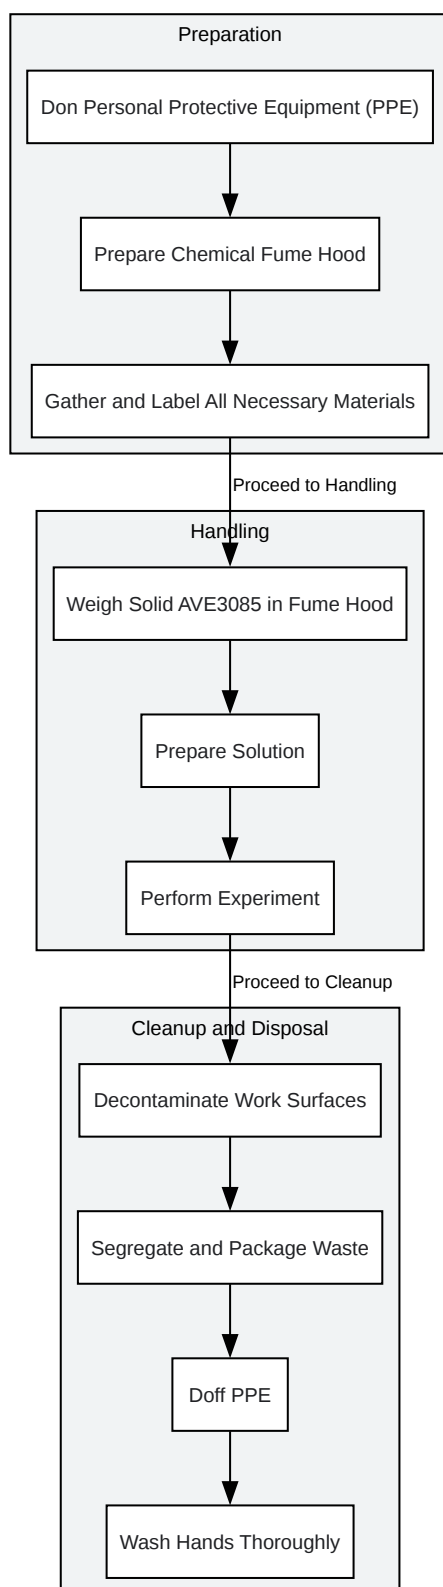 Preparation
Don Personal Protective Equipment (PPE)
Prepare Chemical Fume Hood
Gather and Label All Necessary Materials
Proceed to Handling
Handling
Weigh Solid AVE3085 in Fume Hood
Prepare Solution
Perform Experiment
Proceed to Cleanup
Cleanup and Disposal
Decontaminate Work Surfaces
Segregate and Package Waste
Doff PPE
Wash Hands Thoroughly